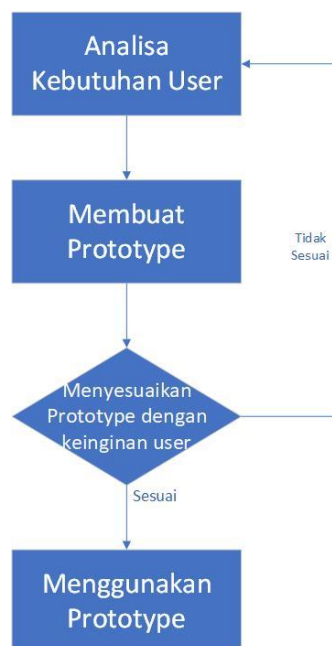 Analisa
Kebutuhan User
Membuat
Prototype
Tidak
Sesuai
Menyesuaikan
Prototype dengan
keinginan user
Sesuai
Menggunakan
Prototype